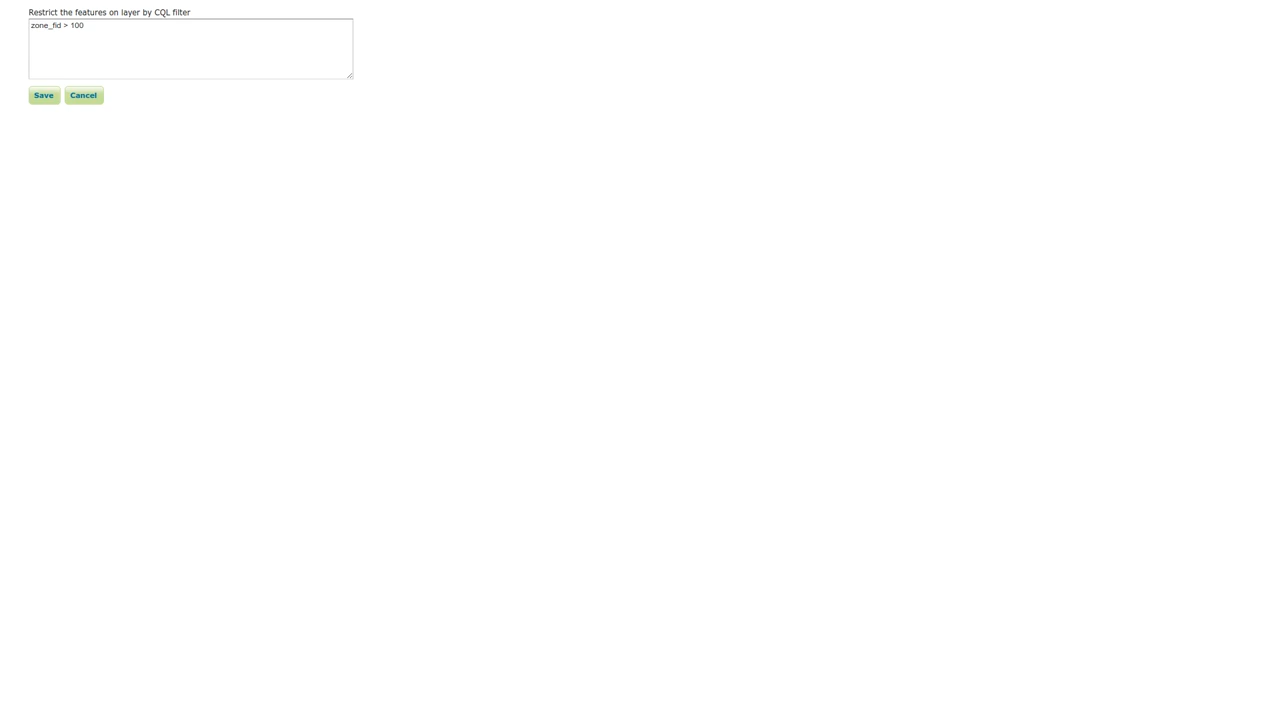 Restrict the features on layer by CQL filter
zone_fid > 100
Save Cancel